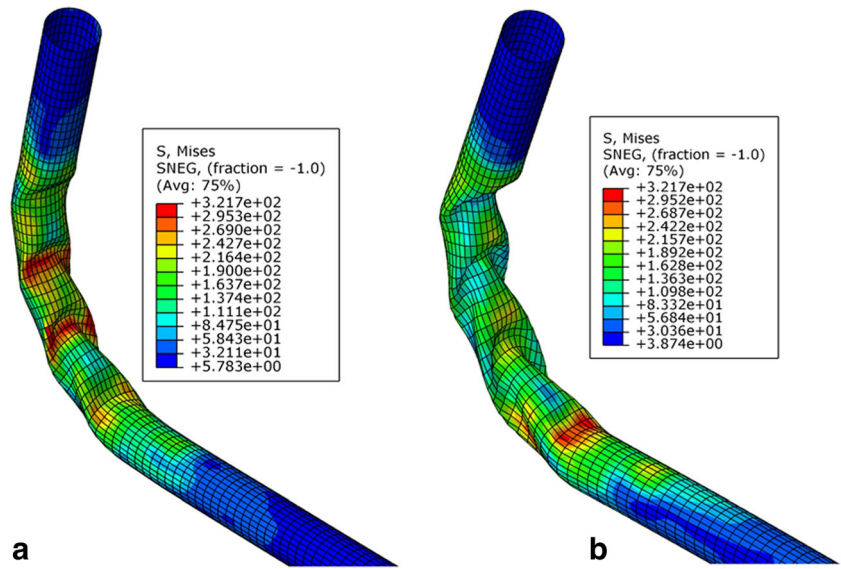 S, Mises
SNEG, (fraction = -1.0)
(Avg: 75%)
+3.217e+02
+2.953e+02
+2.690e+02
+2.427e+02
+2.164e+02
+1.900e+02
+1.637e+02
+1.374e+02
+1.111e+02
+8.475e+01
+5.843e+01
+3.211e+01
+5.783e+00
a
S, Mises
SNEG, (fraction = -1.0)
(Avg: 75%)
+3.217e+02
+2.952e+02
+2.687e+02
+2.422e+02
+2.157e+02
+1.892e+02
+1.628e+02
+1.363e+02
+1.098e+02
+8.332e+01
+5.684e+01
+3.036e+01
+3.874e+00
b